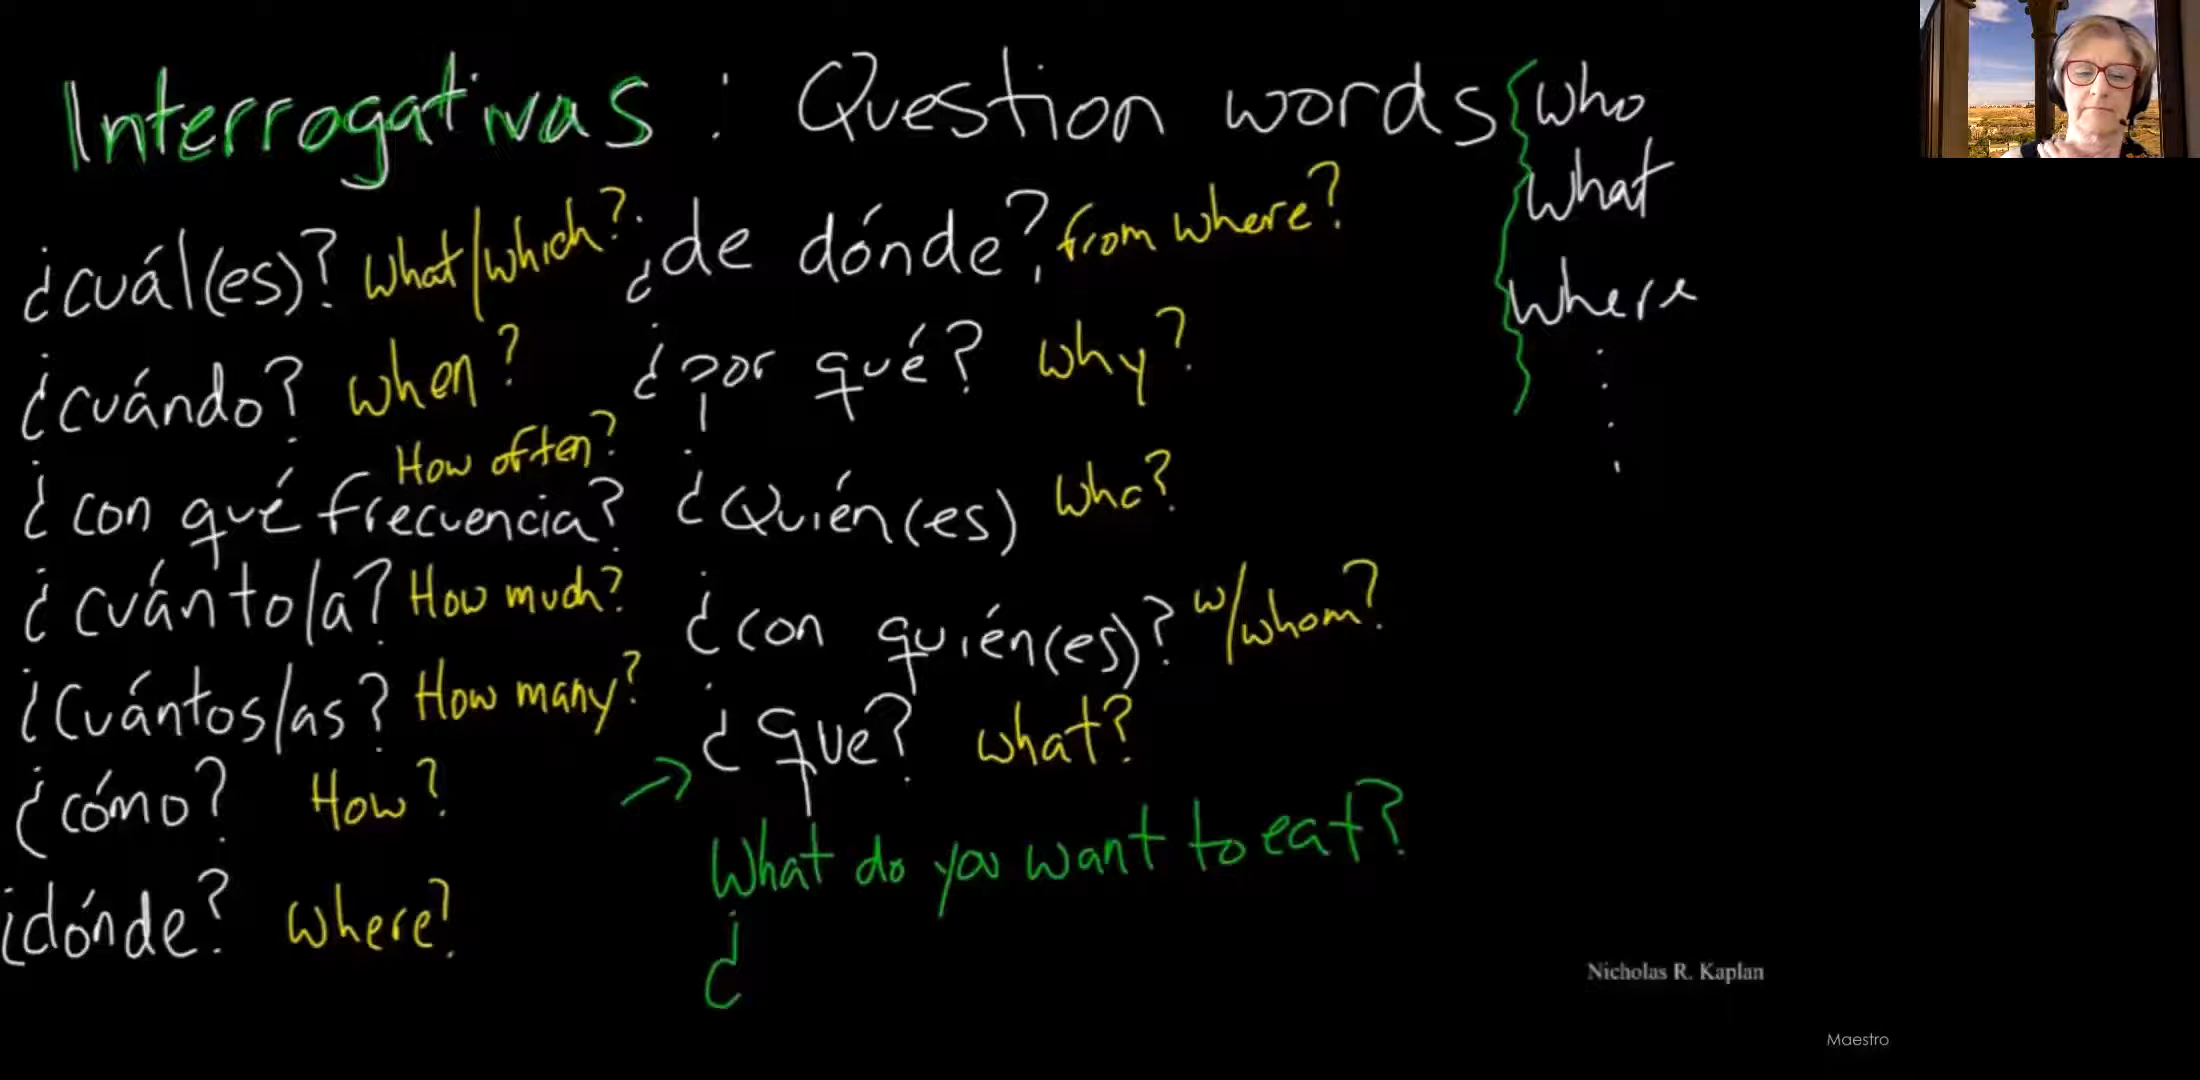 Interrogativas : Question words { who
what
where
¿cuál(es)? What/which?
¿cuándo? when?
How often?
¿con qué frecuencia?
¿cuánto/a? How much?
¿Cuántos/as? How many?
¿cómo? How?
¿dónde? where?
¿de dónde? from where?
¿por qué? why?
¿Quién(es) who?
¿con quién(es)? w/whom?
→ ¿que? what?
What do you want to eat?
¿
Nicholas R. Kaplan
Maestro